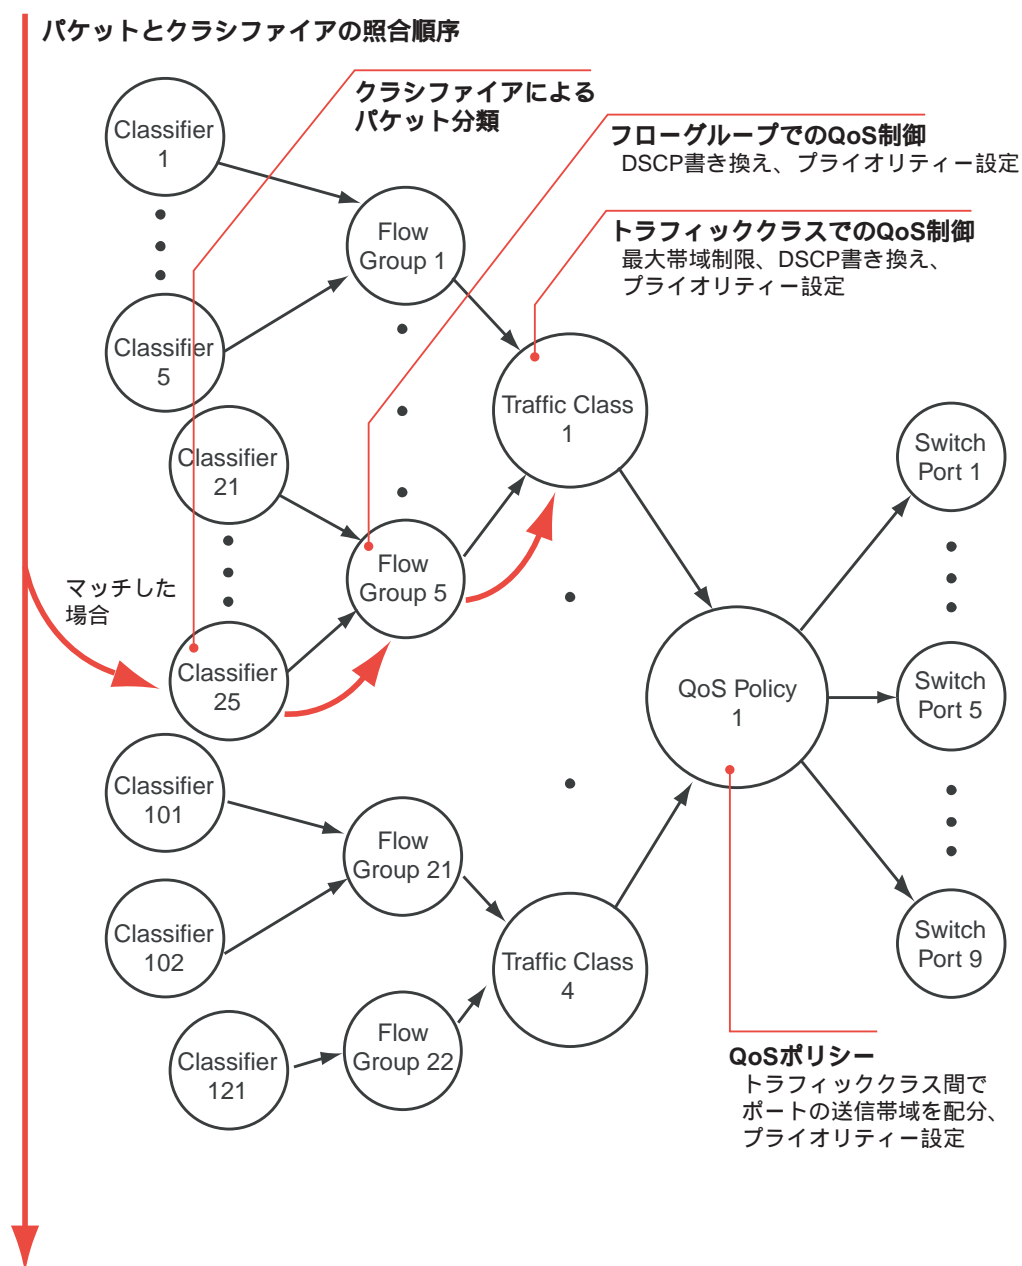 パケットとクラシファイアの照合順序
クラシファイアによる
パケット分類
フローグループでのQoS制御
DSCP書き換え、プライオリティー設定
トラフィッククラスでのQoS制御
最大帯域制限、DSCP書き換え、
プライオリティー設定
Classifier
1
Flow
Group 1
Classifier
5
Traffic Class
1
Classifier
21
Switch
Port 1
Flow
Group 5
マッチした
場合
Classifier
25
QoS Policy
1
Switch
Port 5
Classifier
101
Flow
Group 21
Classifier
102
Traffic Class
4
Switch
Port 9
Flow
Group 22
Classifier
121
QoSポリシー
トラフィッククラス間で
ポートの送信帯域を配分、
プライオリティー設定